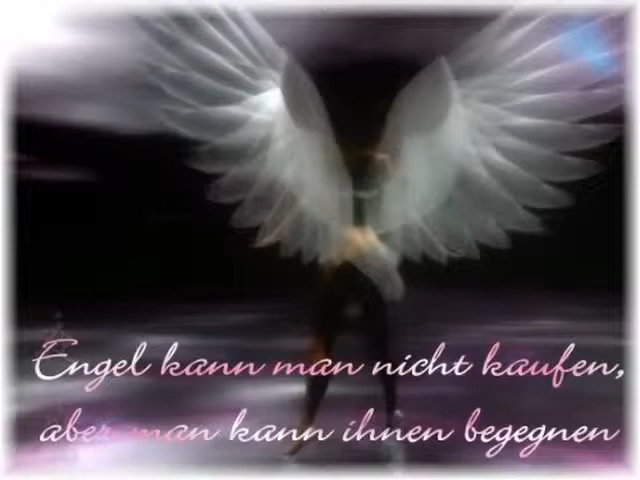 Engel kann man nicht kaufen,
aber man kann ihnen begegnen